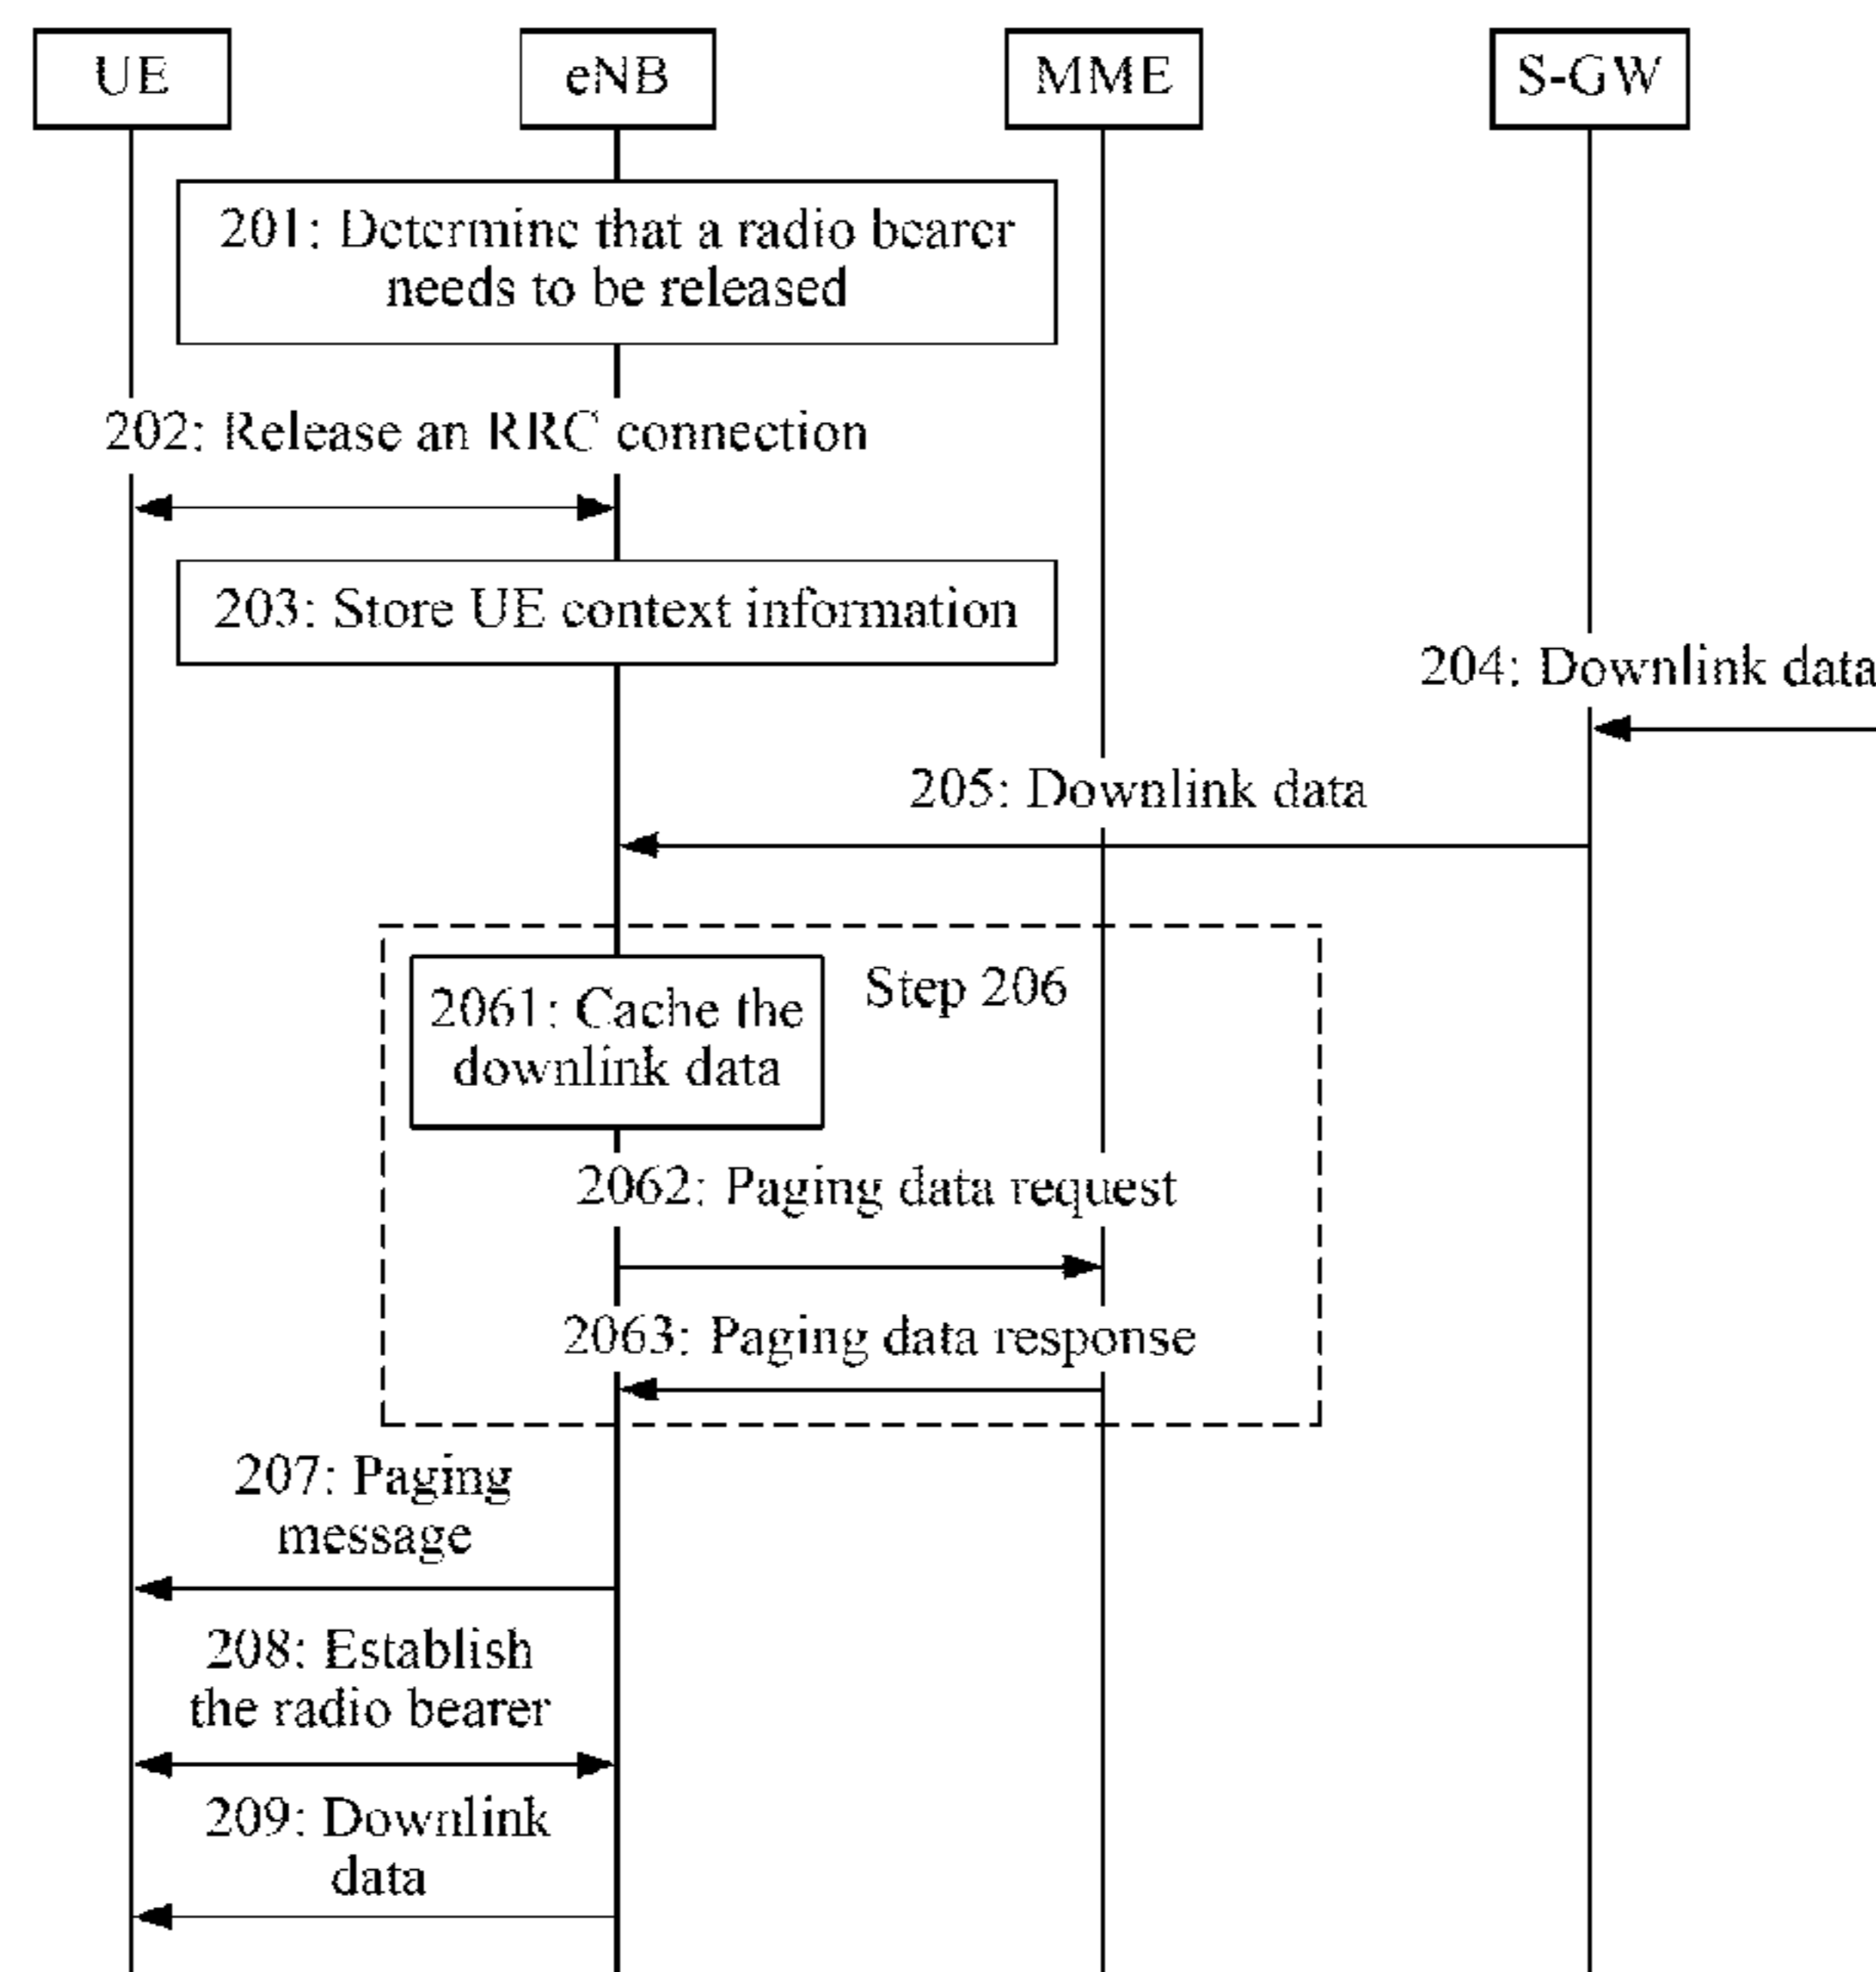 UE
eNB
MME
S-GW
201: Determine that a radio bearer
needs to be released
202: Release an RRC connection
203: Store UE context information
204: Downlink data
205: Downlink data
Step 206
2061: Cache the
downlink data
2062: Paging data request
2063: Paging data response
207: Paging
message
208: Establish
the radio bearer
209: Downlink
data